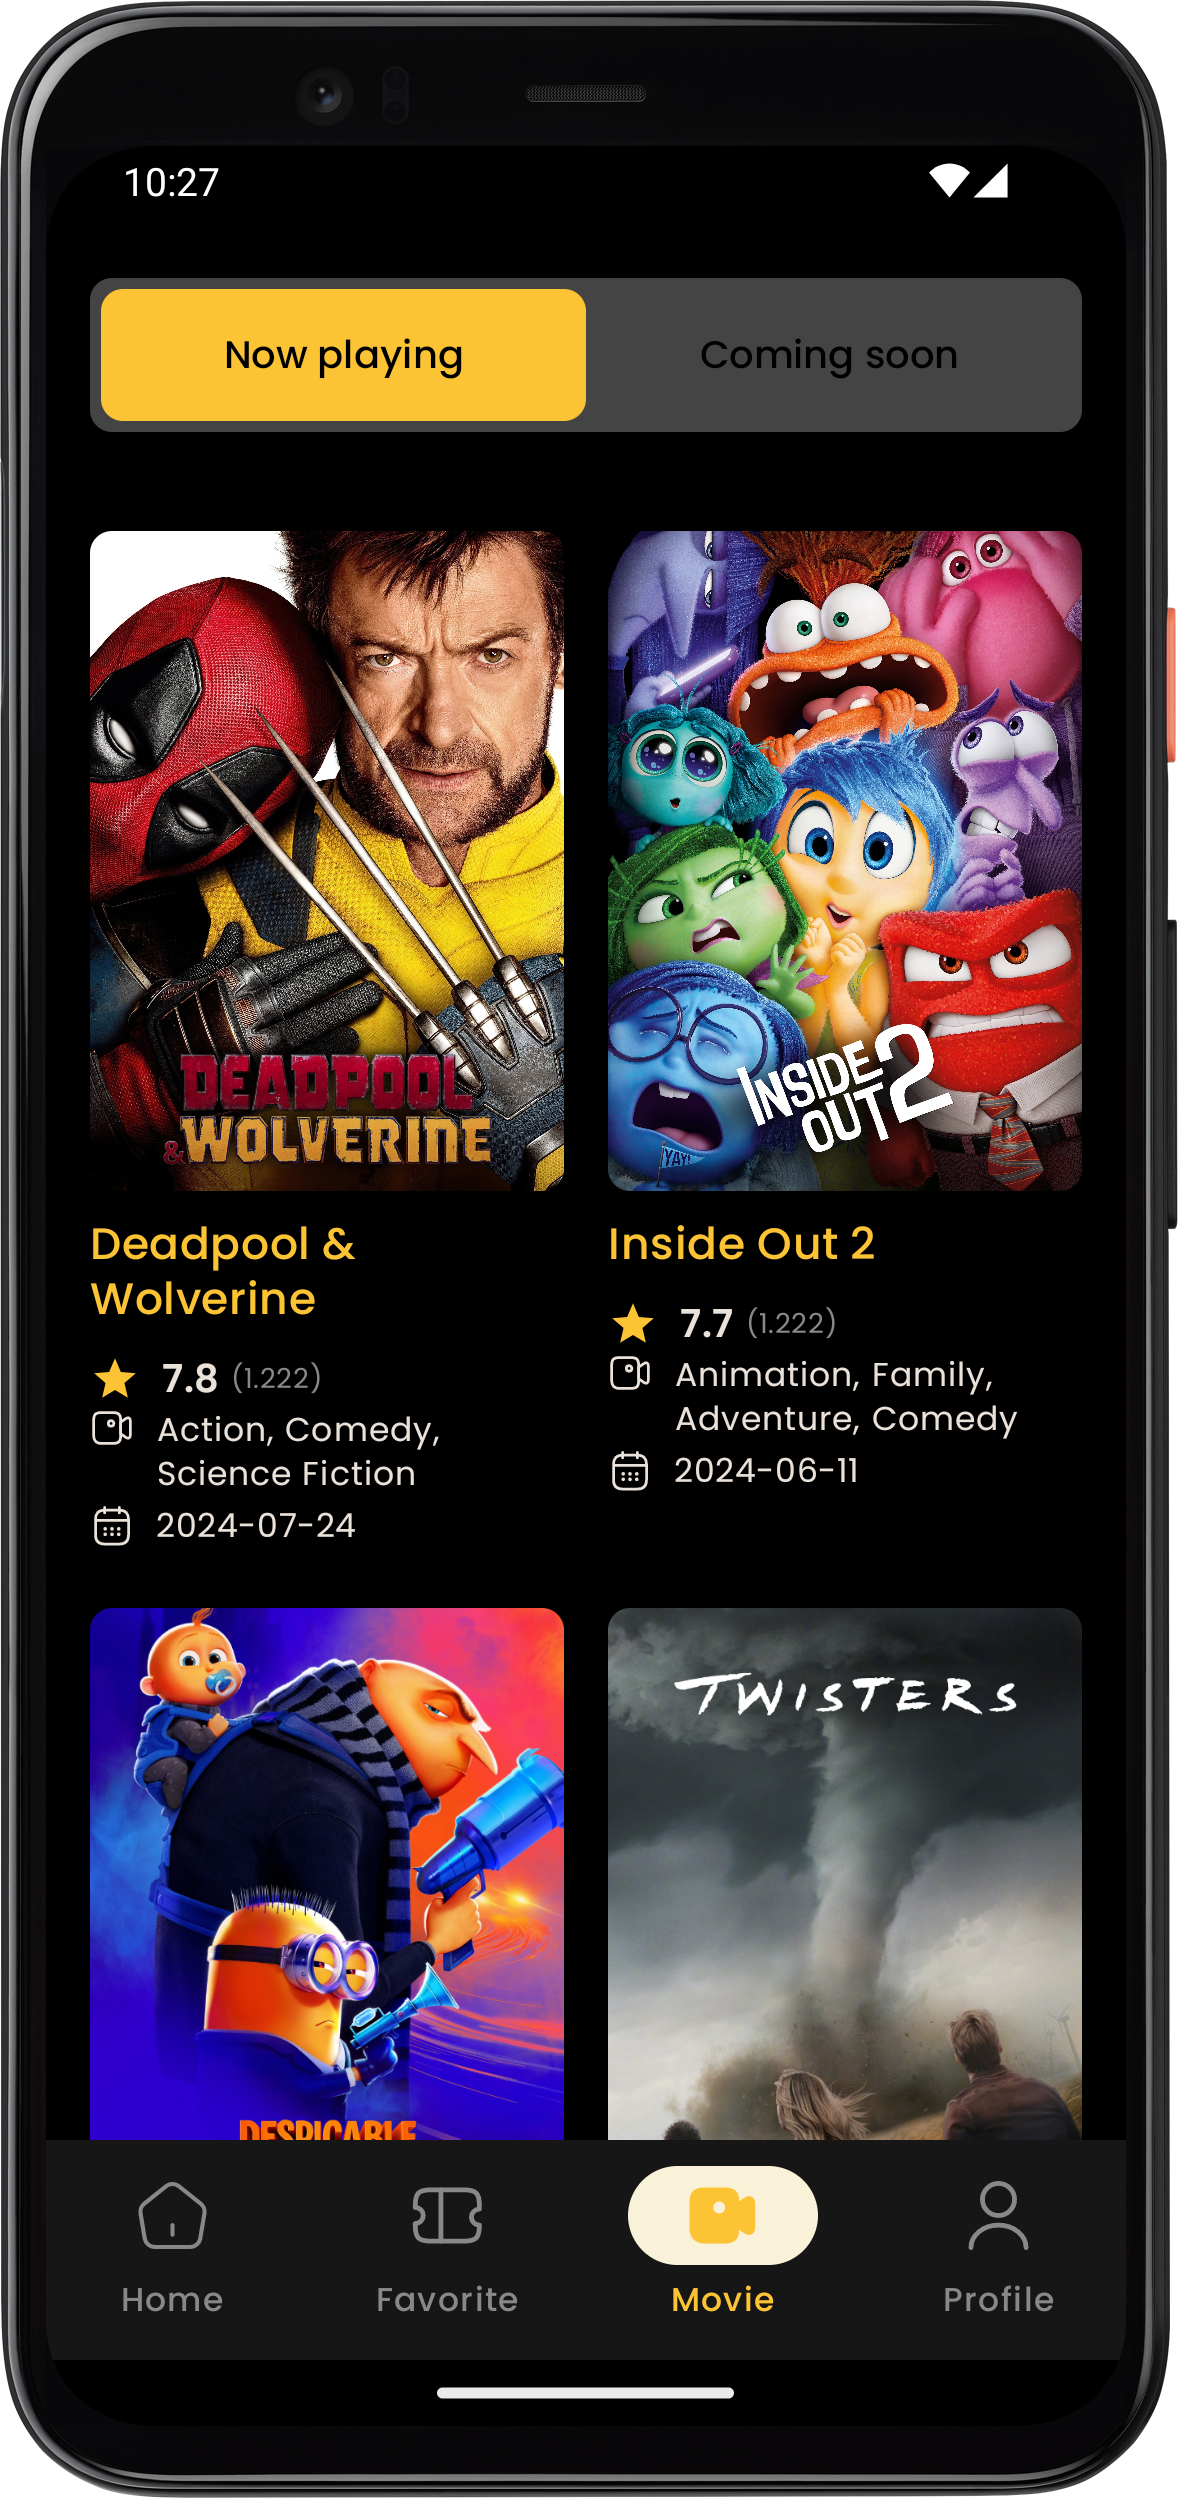 10:27
Now playing
Coming soon
DEADPOOL
&WOLVERINE
INSIDE
OUT 2
YAY!
Deadpool &
Wolverine
7.8 (1.222)
Action, Comedy,
Science Fiction
2024-07-24
Inside Out 2
7.7 (1.222)
Animation, Family,
Adventure, Comedy
2024-06-11
DESPICABLE
TWISTERS
Home
Favorite
Movie
Profile